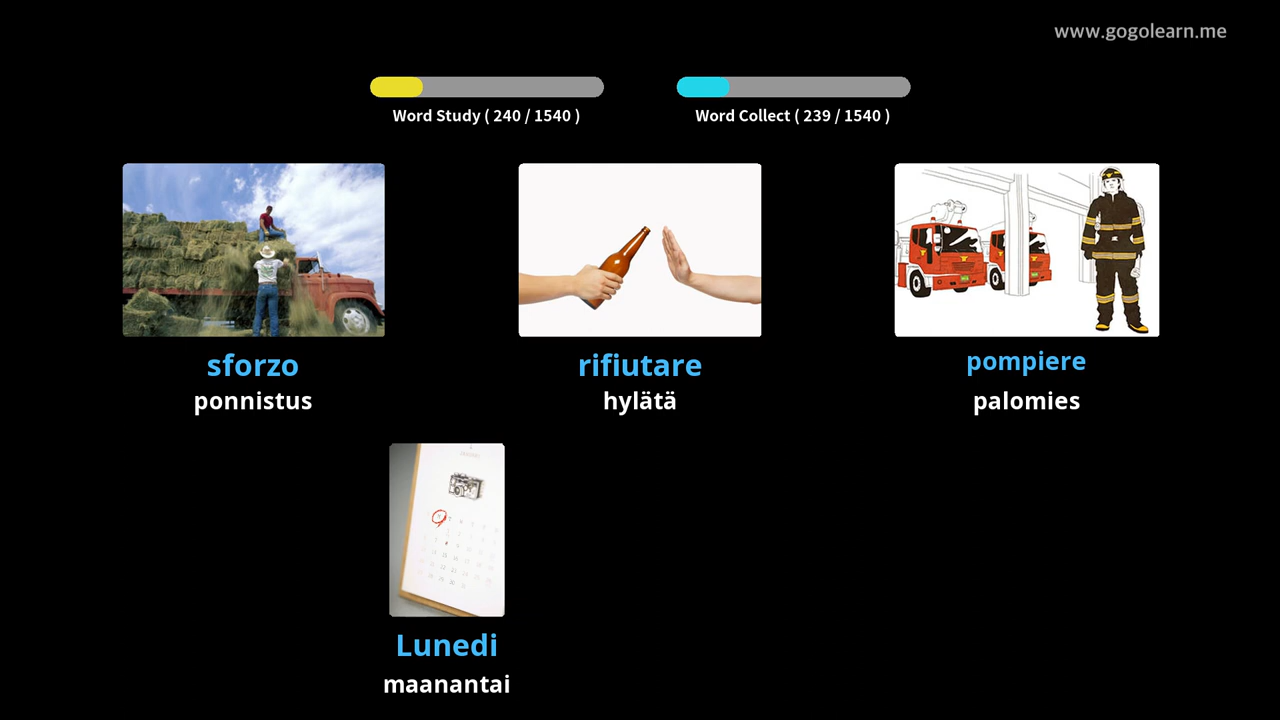 www.gogolearn.me
Word Study ( 240 / 1540 )
Word Collect ( 239 / 1540 )
sforzo
rifiutare
pompiere
ponnistus
hylätä
palomies
Lunedi
maanantai